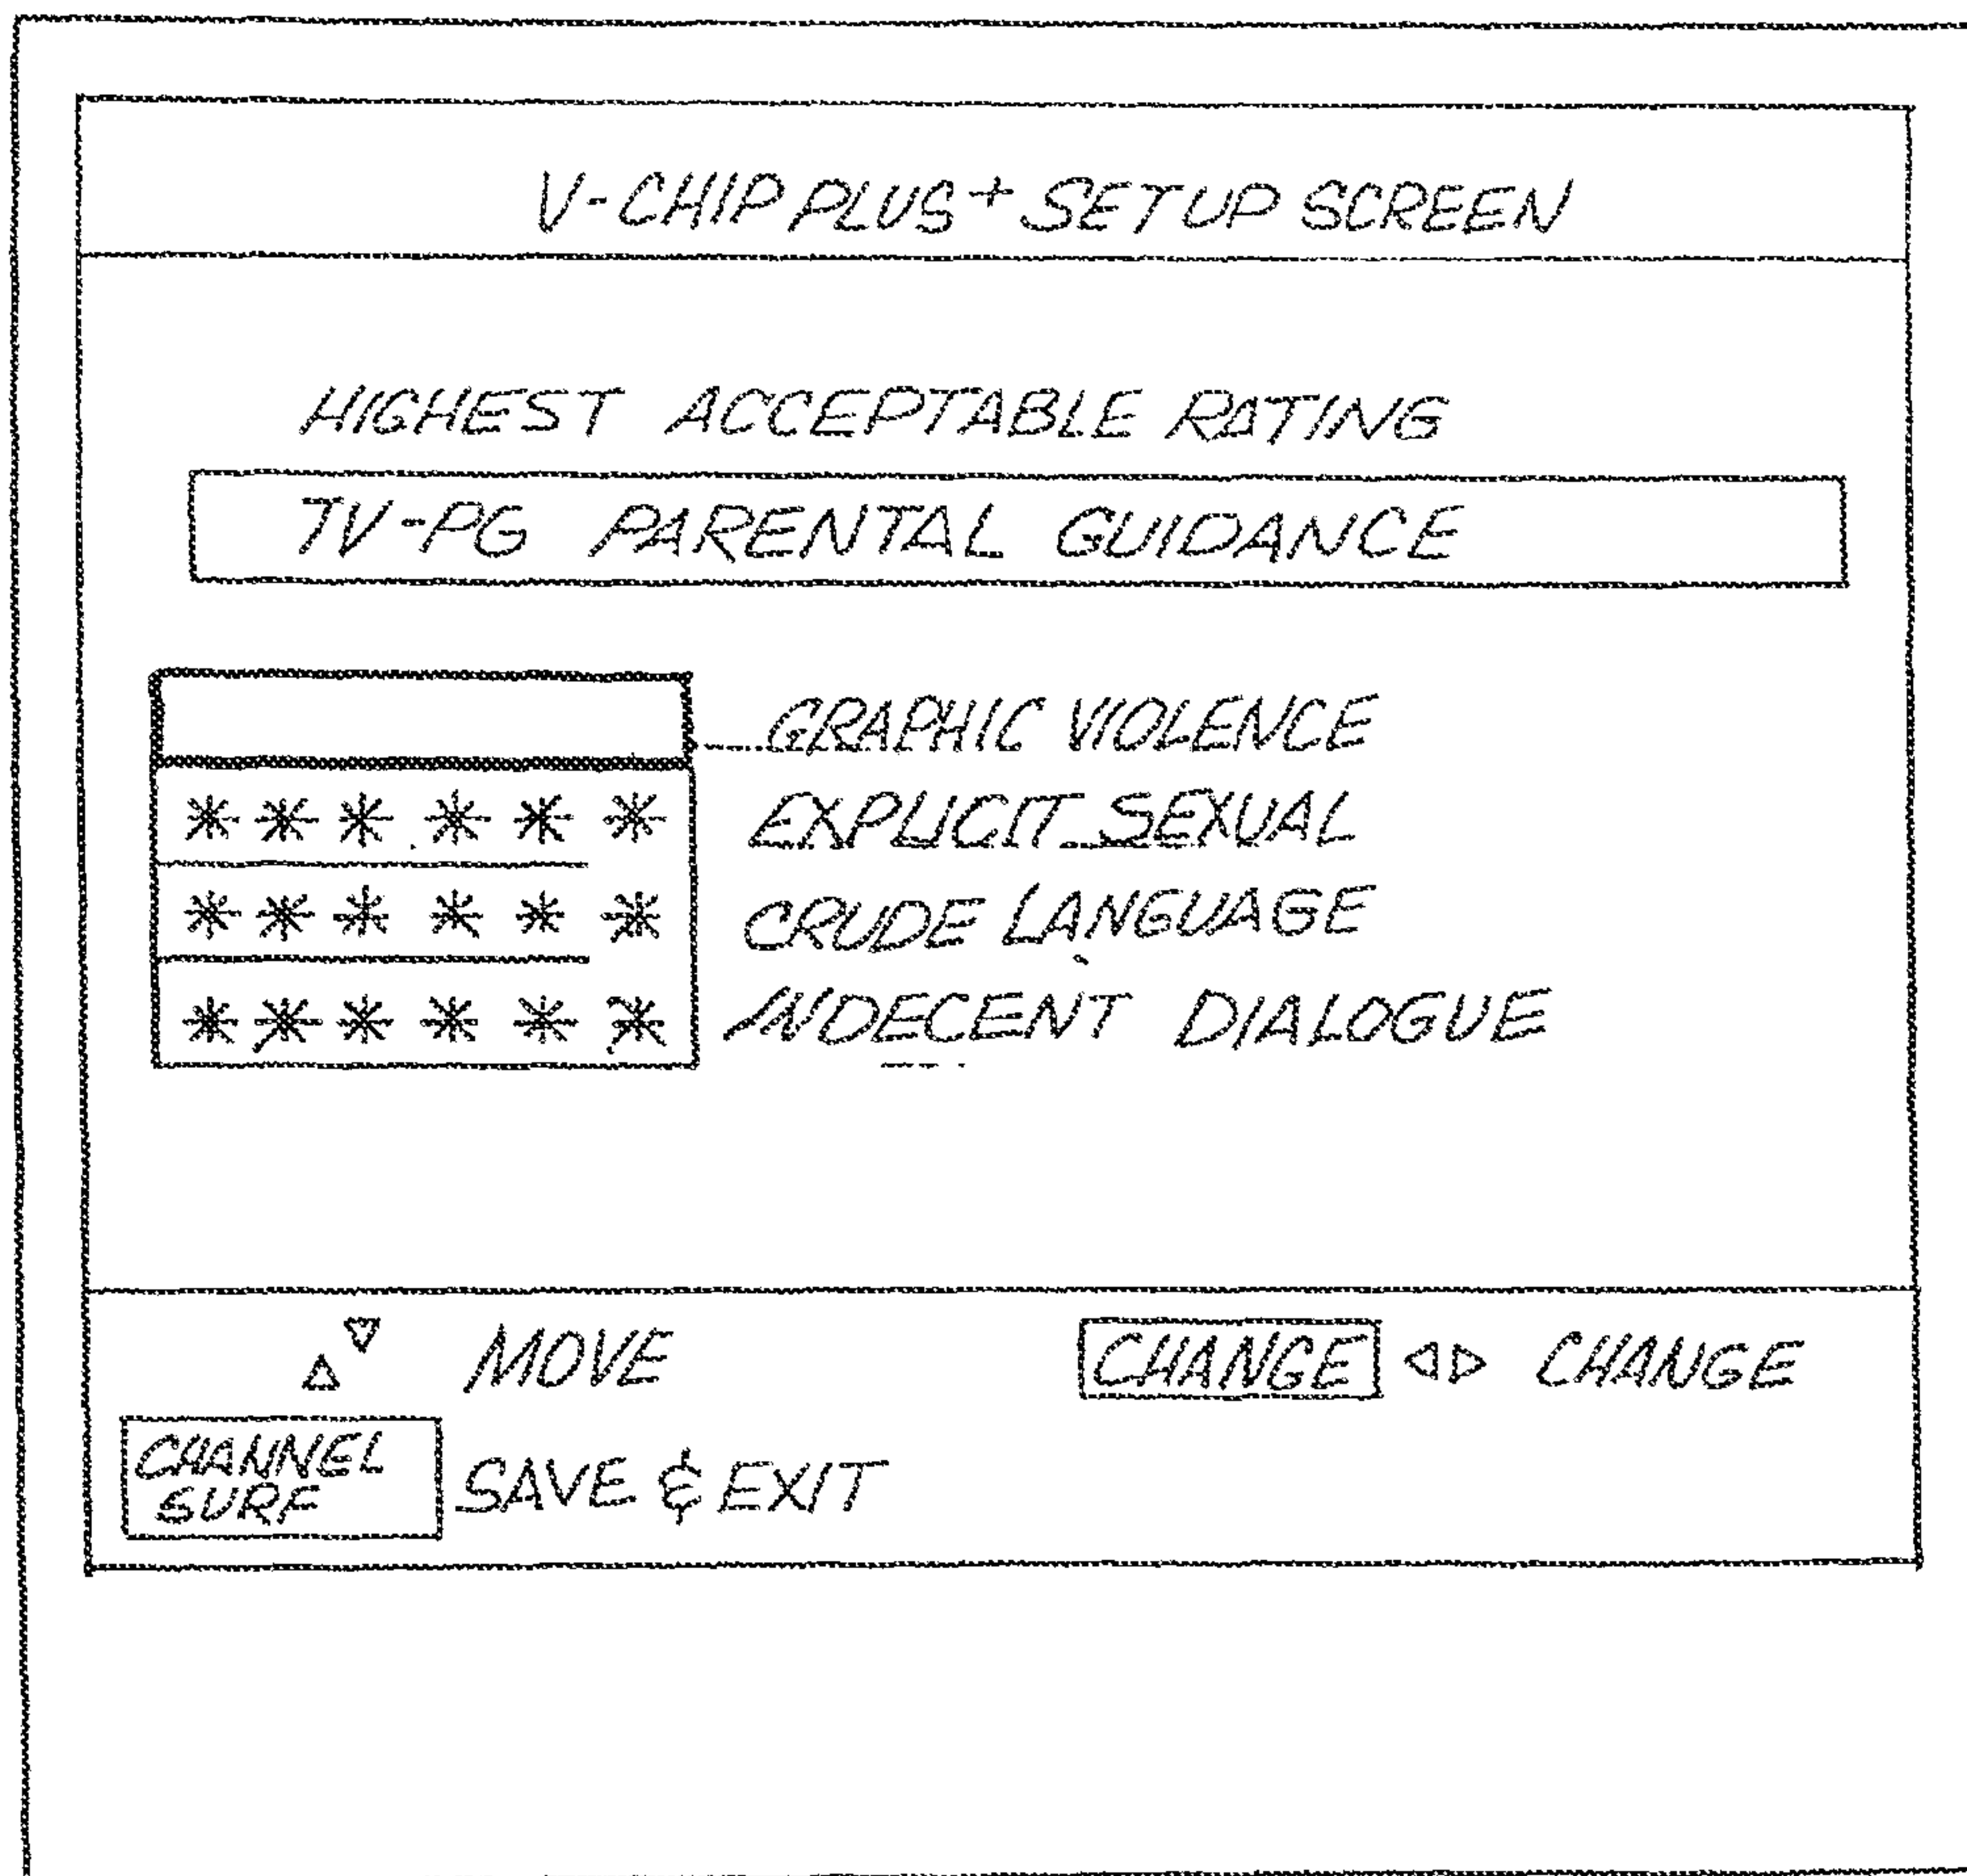 V-CHIP PLUS+ SETUP SCREEN
HIGHEST ACCEPTABLE RATING
TV-PG PARENTAL GUIDANCE
GRAPHIC VIOLENCE
****** EXPLICIT SEXUAL
****** CRUDE LANGUAGE
****** INDECENT DIALOGUE
△▽ MOVE CHANGE ◁▷ CHANGE
CHANNEL
SURF
SAVE & EXIT